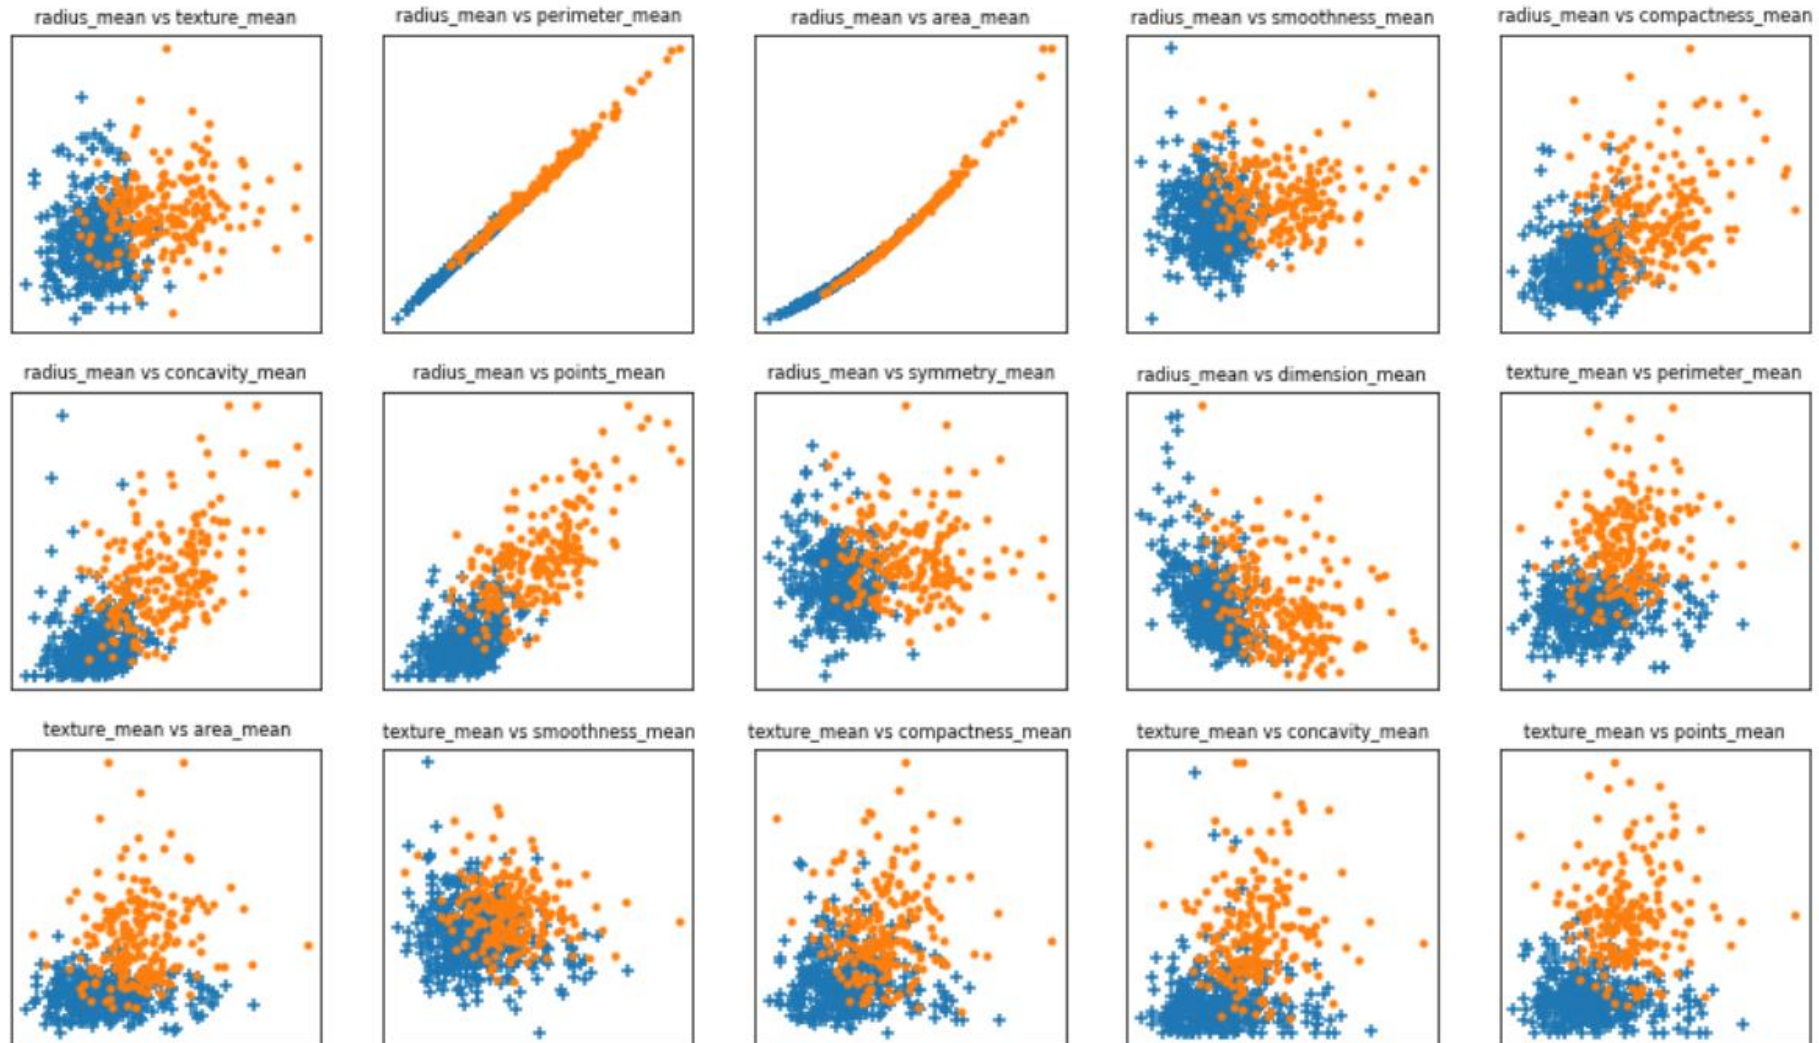 radius_mean vs texture_mean
radius_mean vs perimeter_mean
radius_mean vs area_mean
radius_mean vs smoothness_mean
radius_mean vs compactness_mean
radius_mean vs concavity_mean
radius_mean vs points_mean
radius_mean vs symmetry_mean
radius_mean vs dimension_mean
texture_mean vs perimeter_mean
texture_mean vs area_mean
texture_mean vs smoothness_mean
texture_mean vs compactness_mean
texture_mean vs concavity_mean
texture_mean vs points_mean